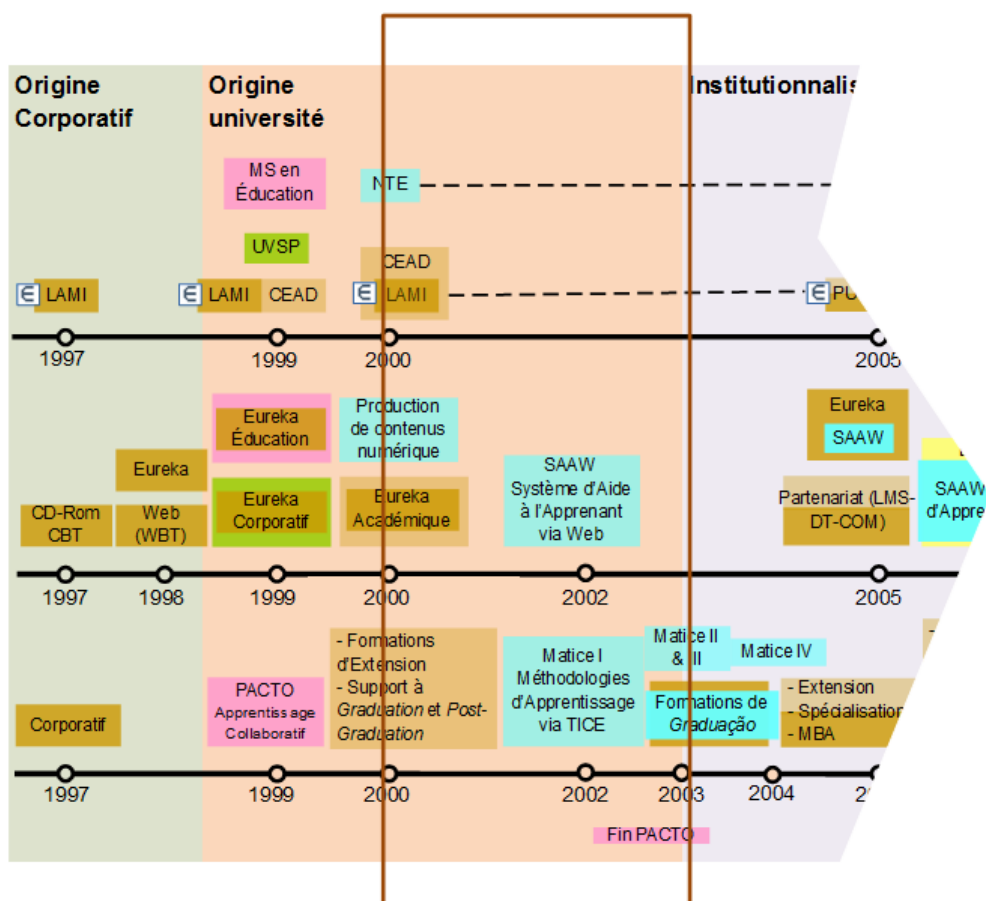 Origine
Corporatif
Origine
université
Institutionnalis
MS en
Éducation
NTE
UVSP
CEAD
∈ LAMI
∈ LAMI CEAD
∈ LAMI
∈ PU
1997
1999
2000
2005
Eureka
Éducation
Production
de contenus
numérique
Eureka
SAAW
Eureka
SAAW
Système d'Aide
à l'Apprenant
via Web
CD-Rom
CBT
Web
(WBT)
Eureka
Corporatif
Eureka
Académique
Partenariat (LMS-
DT-COM)
SAAW
d'Appre
1997
1998
1999
2000
2002
2005
Corporatif
PACTO
Apprentissage
Collaboratif
- Formations
d'Extension
- Support à
Graduation et Post-
Graduation
Matice I
Méthodologies
d'Apprentissage
via TICE
Matice II
& III
Matice IV
Formations de
Graduação
- Extension
- Spécialisation
- MBA
1997
1999
2000
2002
2003
2004
Fin PACTO